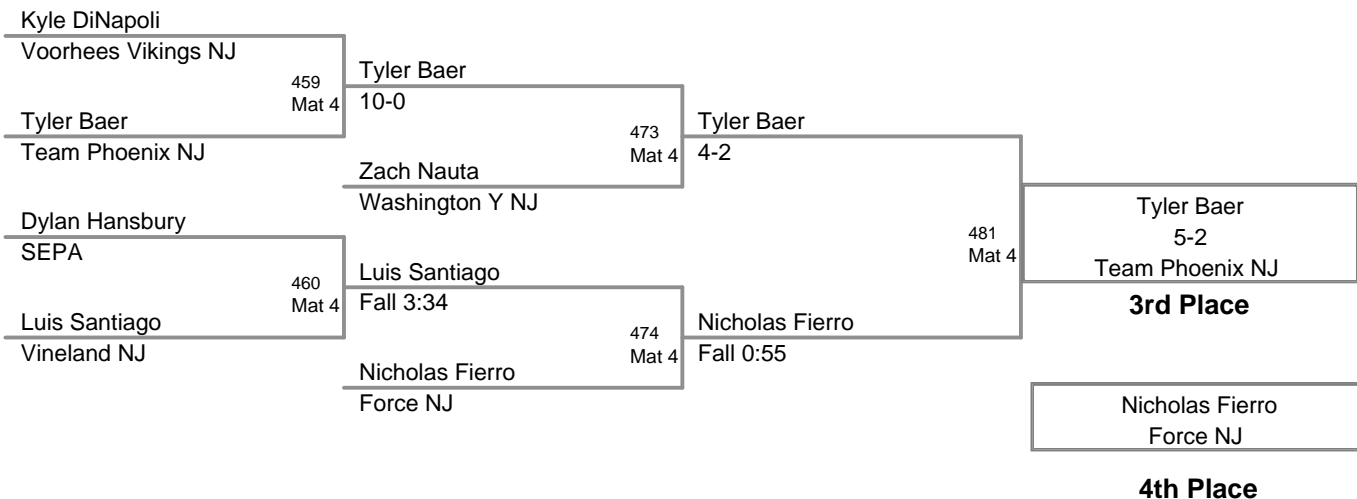 Kyle DiNapoli
Voorhees Vikings NJ
459
Mat 4
Tyler Baer
10-0
Tyler Baer
Team Phoenix NJ
473
Mat 4
Tyler Baer
4-2
Zach Nauta
Washington Y NJ
Dylan Hansbury
SEPA
460
Mat 4
Luis Santiago
Fall 3:34
Luis Santiago
Vineland NJ
474
Mat 4
Nicholas Fierro
Fall 0:55
Nicholas Fierro
Force NJ
481
Mat 4
Tyler Baer
5-2
Team Phoenix NJ
3rd Place
Nicholas Fierro
Force NJ
4th Place